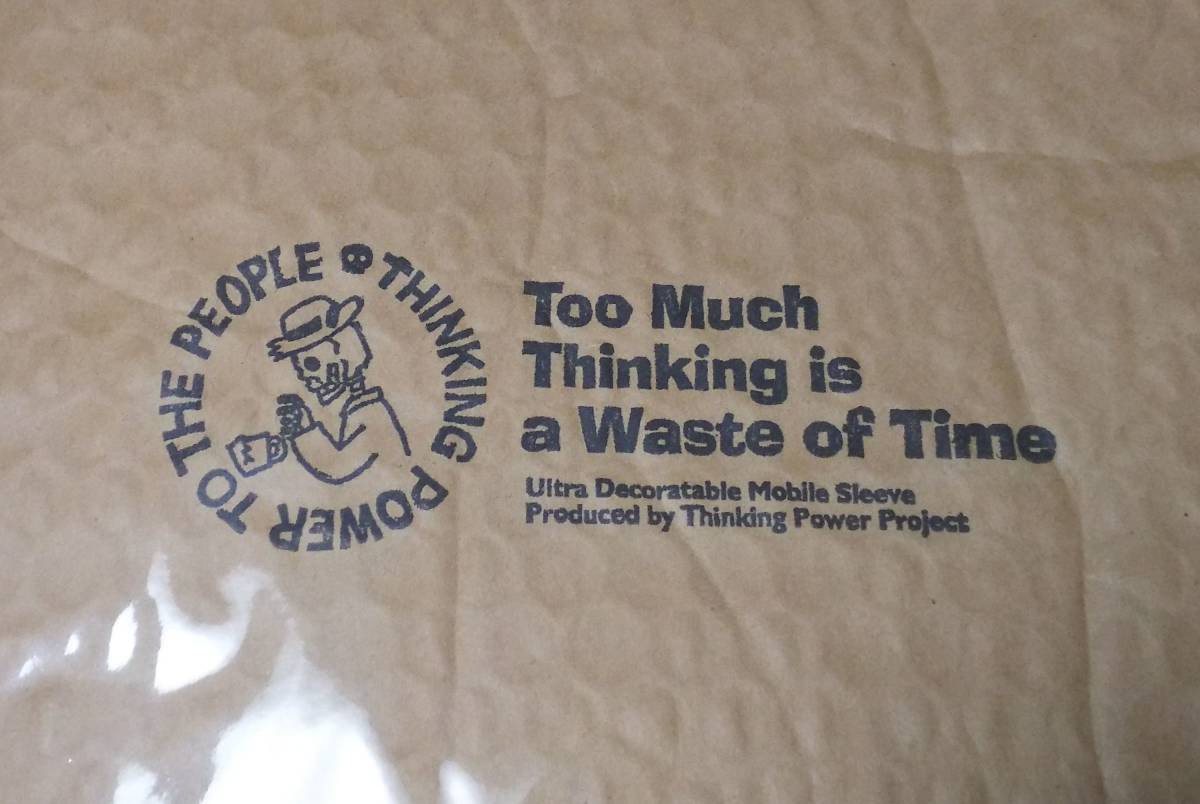 THINKING POWER TO THE PEOPLE
Too Much
Thinking is
a Waste of Time
Ultra Decoratable Mobile Sleeve
Produced by Thinking Power Project